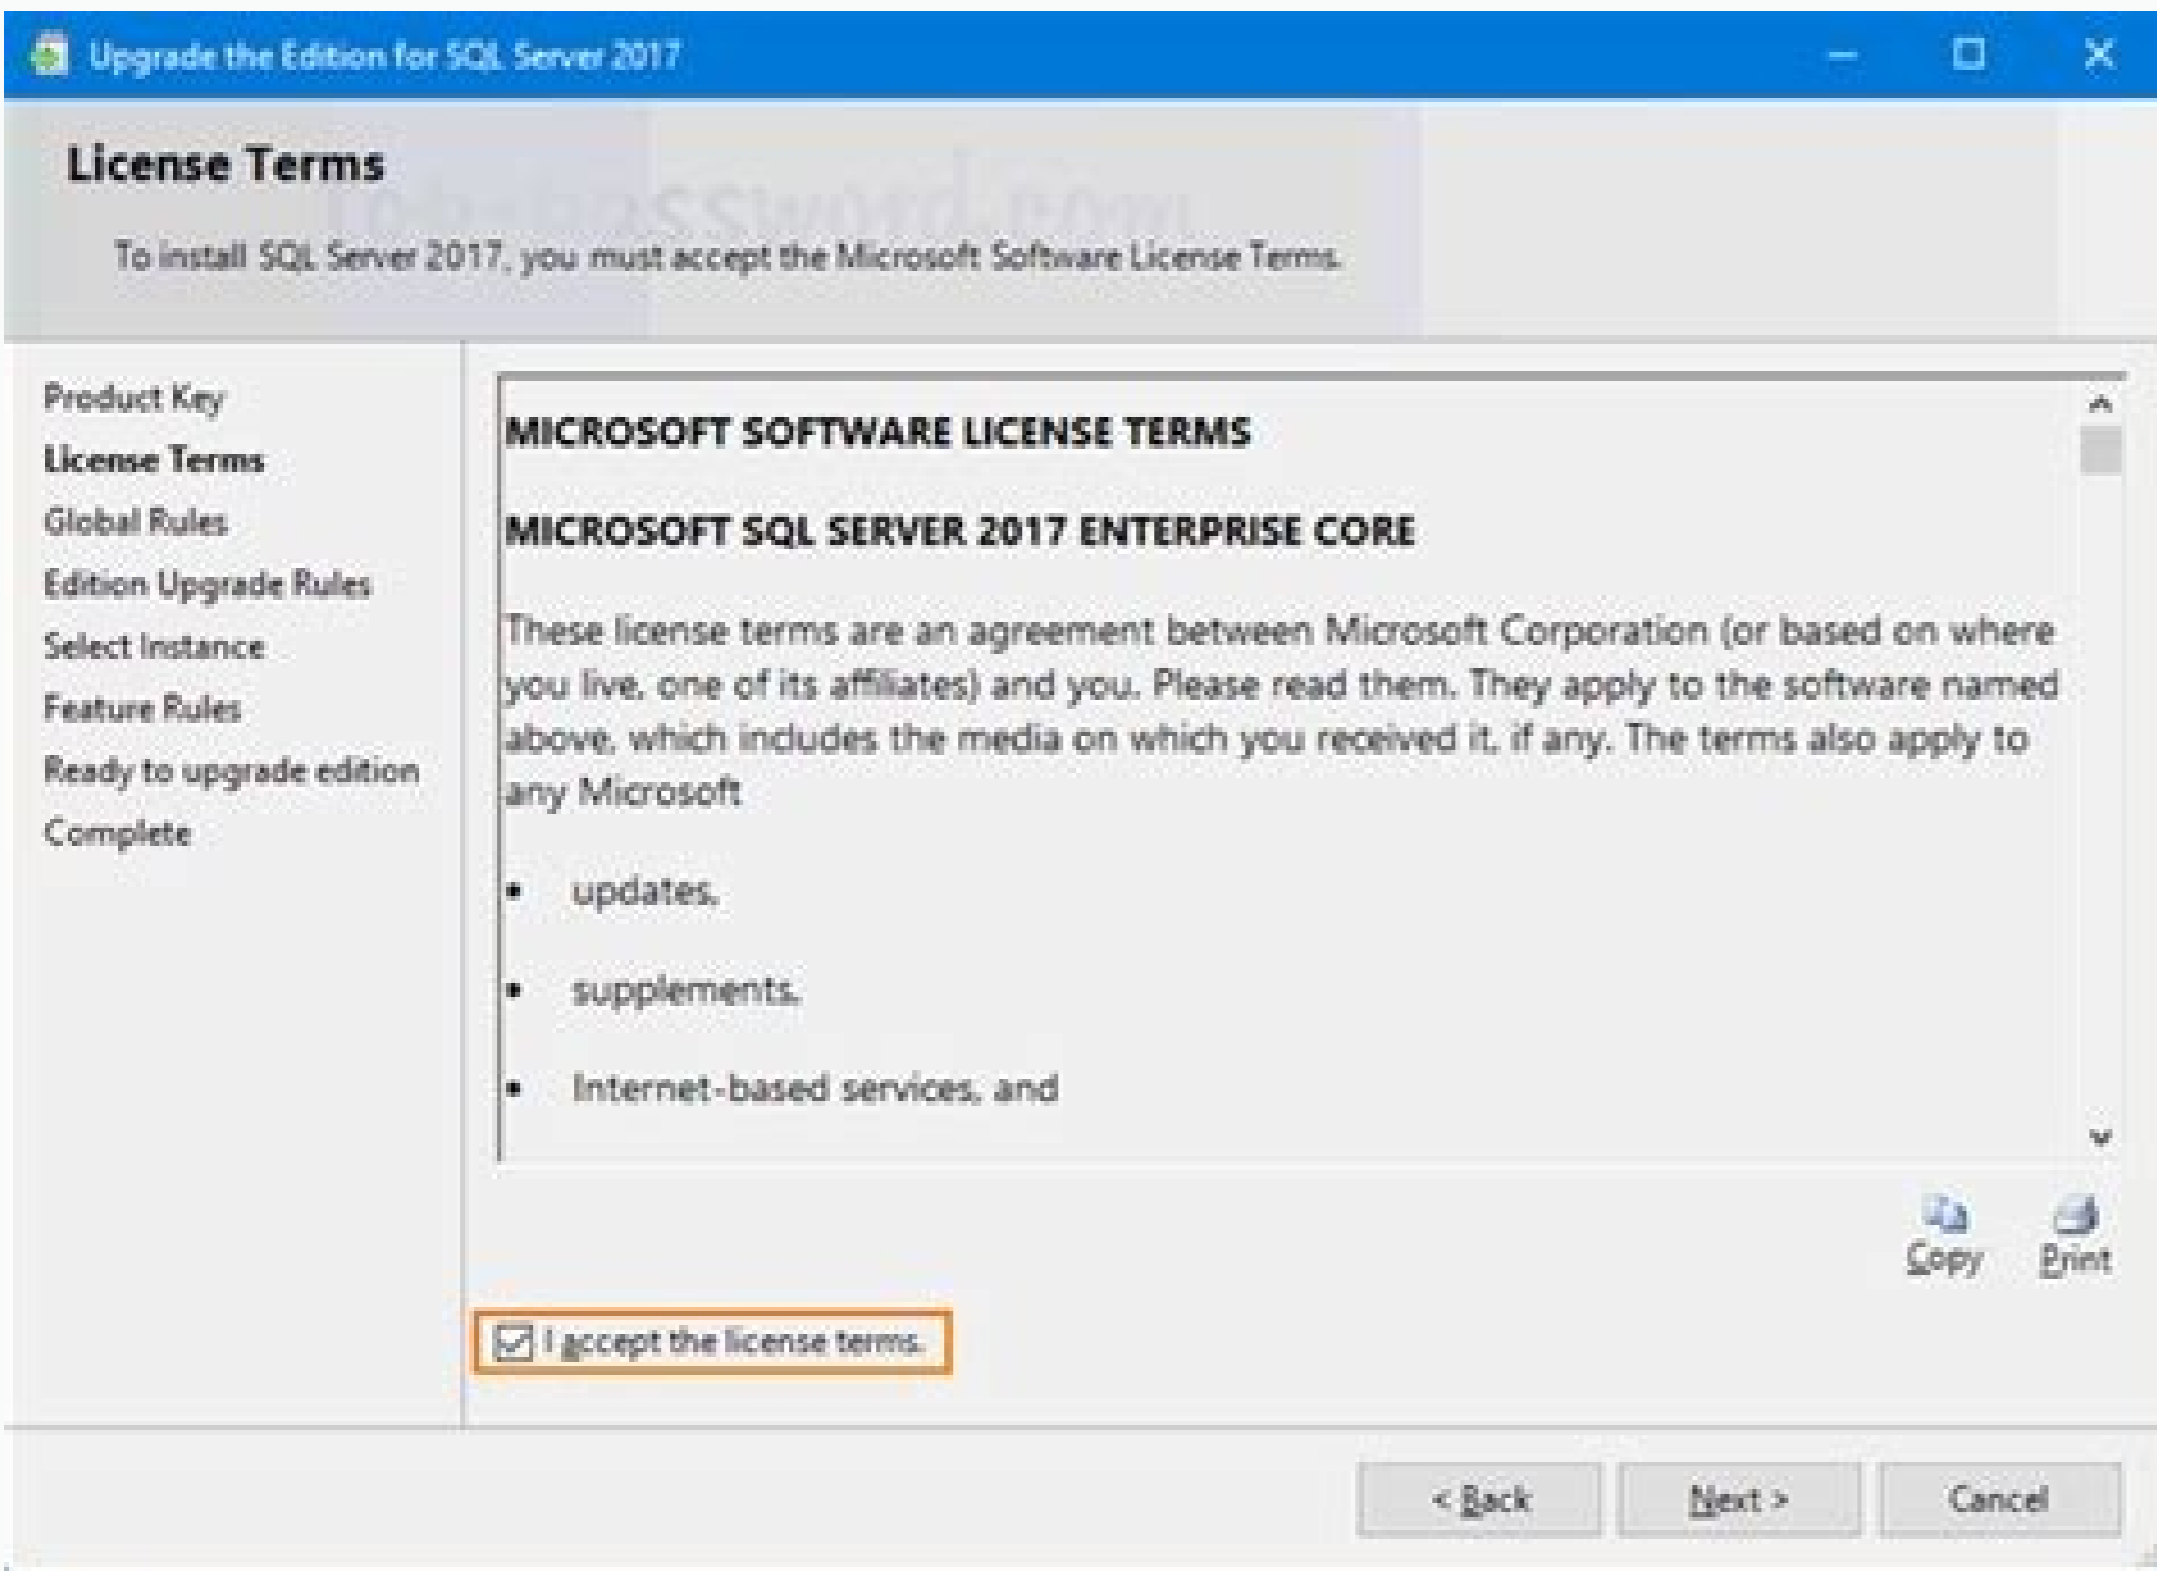 Upgrade the Edition for SQL Server 2017
License Terms
To install SQL Server 2017, you must accept the Microsoft Software License Terms.
Product Key
License Terms
Global Rules
Edition Upgrade Rules
Select Instance
Feature Rules
Ready to upgrade edition
Complete
MICROSOFT SOFTWARE LICENSE TERMS
MICROSOFT SQL SERVER 2017 ENTERPRISE CORE
These license terms are an agreement between Microsoft Corporation (or based on where
you live, one of its affiliates) and you. Please read them. They apply to the software named
above, which includes the media on which you received it, if any. The terms also apply to
any Microsoft
• updates,
• supplements,
• Internet-based services, and
Copy
Print
I accept the license terms.
< Back
Next >
Cancel